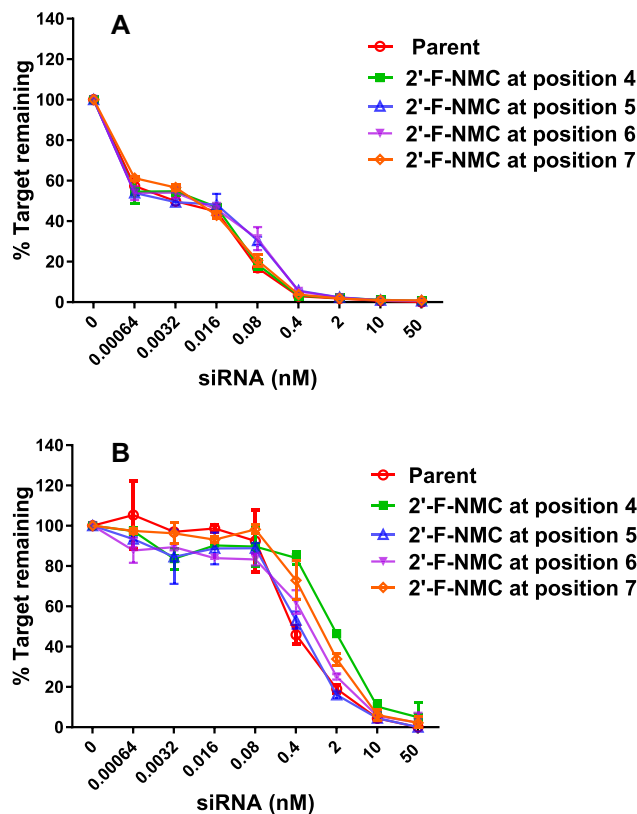 A
140
120
100
80
60
40
20
0
% Target remaining
0
0.00064
0.0032
0.016
0.08
0.4
2
10
50
siRNA (nM)
Parent
2'-F-NMC at position 4
2'-F-NMC at position 5
2'-F-NMC at position 6
2'-F-NMC at position 7
B
140
120
100
80
60
40
20
0
% Target remaining
0
0.00064
0.0032
0.016
0.08
0.4
2
10
50
siRNA (nM)
Parent
2'-F-NMC at position 4
2'-F-NMC at position 5
2'-F-NMC at position 6
2'-F-NMC at position 7